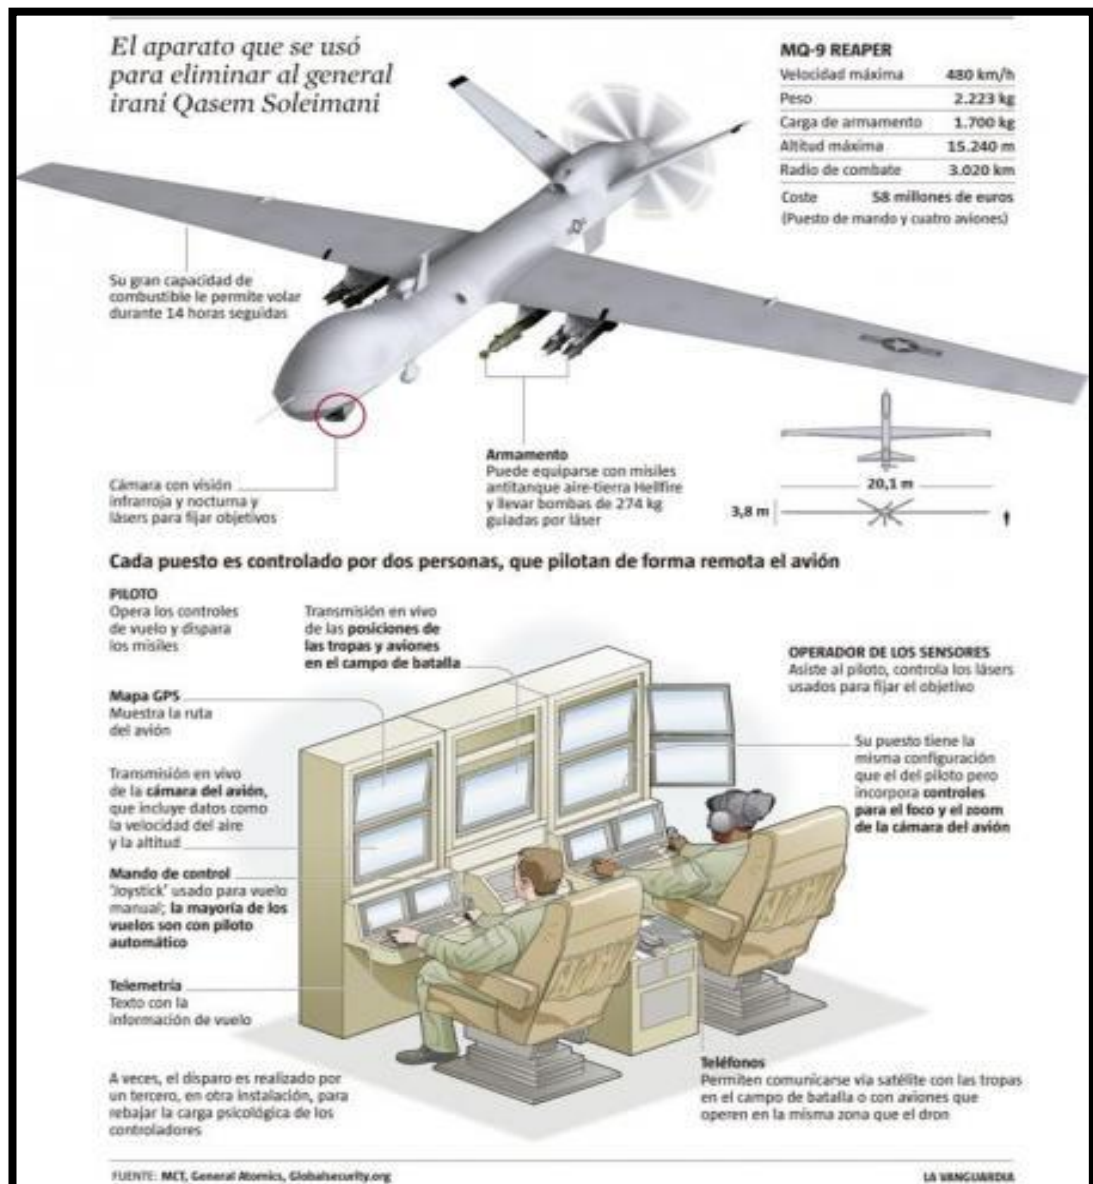 El aparato que se usó
para eliminar al general
iraní Qasem Soleimani
MQ-9 REAPER
Velocidad máxima 480 km/h
Peso 2.223 kg
Carga de armamento 1.700 kg
Altitud máxima 15.240 m
Radio de combate 3.020 km
Coste 58 millones de euros
(Puesto de mando y cuatro aviones)
Su gran capacidad de
combustible le permite volar
durante 14 horas seguidas
Cámara con visión
infrarroja y nocturna y
lásers para fijar objetivos
Armamento
Puede equiparse con misiles
antitanque aire-tierra Hellfire
y llevar bombas de 274 kg
guiadas por láser
20,1 m
3,8 m
Cada puesto es controlado por dos personas, que pilotan de forma remota el avión
PILOTO
Opera los controles
de vuelo y dispara
los misiles
Transmisión en vivo
de las posiciones de
las tropas y aviones
en el campo de batalla
OPERADOR DE LOS SENSORES
Asiste al piloto, controla los lásers
usados para fijar el objetivo
Mapa GPS
Muestra la ruta
del avión
Su puesto tiene la
misma configuración
que el del piloto pero
incorpora controles
para el foco y el zoom
de la cámara del avión
Transmisión en vivo
de la cámara del avión,
que incluye datos como
la velocidad del aire
y la altitud
Mando de control
'Joystick' usado para vuelo
manual; la mayoría de los
vuelos son con piloto
automático
Telemetría
Texto con la
información de vuelo
Teléfonos
Permiten comunicarse vía satélite con las tropas
en el campo de batalla o con aviones que
operen en la misma zona que el dron
A veces, el disparo es realizado por
un tercero, en otra instalación, para
rebajar la carga psicológica de los
controladores
FUENTE: MCT, General Atomics, Globalsecurity.org
LA VANGUARDIA